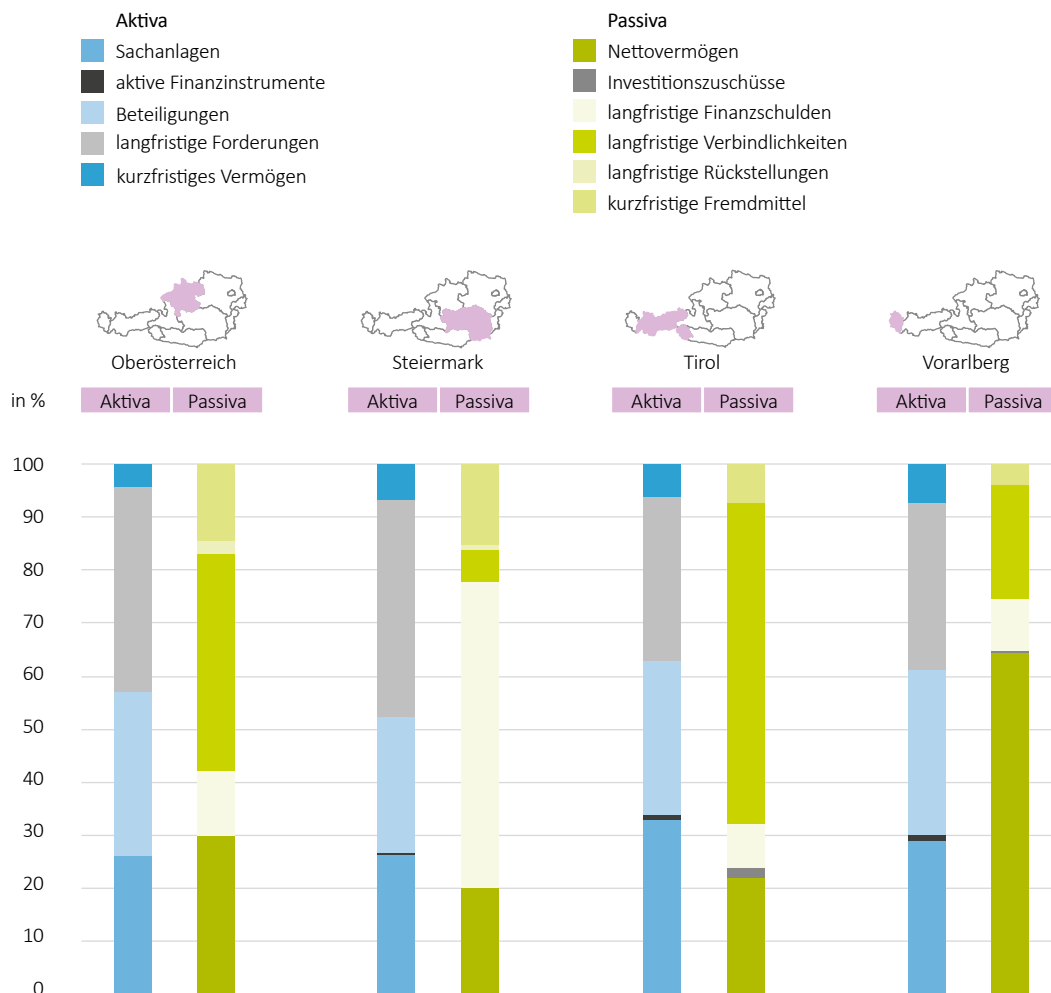 Aktiva
Sachanlagen
aktive Finanzinstrumente
Beteiligungen
langfristige Forderungen
kurzfristiges Vermögen
Passiva
Nettovermögen
Investitionszuschüsse
langfristige Finanzschulden
langfristige Verbindlichkeiten
langfristige Rückstellungen
kurzfristige Fremdmittel
Oberösterreich Steiermark Tirol Vorarlberg
in % Aktiva Passiva Aktiva Passiva Aktiva Passiva Aktiva Passiva
100
90
80
70
60
50
40
30
20
10
0